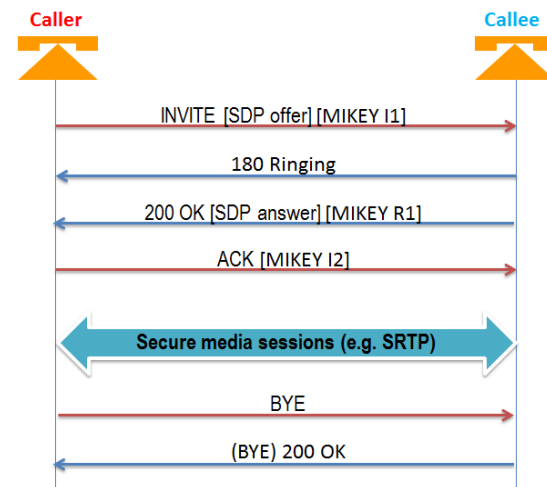 Caller
Callee
INVITE [SDP offer] [MIKEY I1]
180 Ringing
200 OK [SDP answer] [MIKEY R1]
ACK [MIKEY I2]
Secure media sessions (e.g. SRTP)
BYE
(BYE) 200 OK